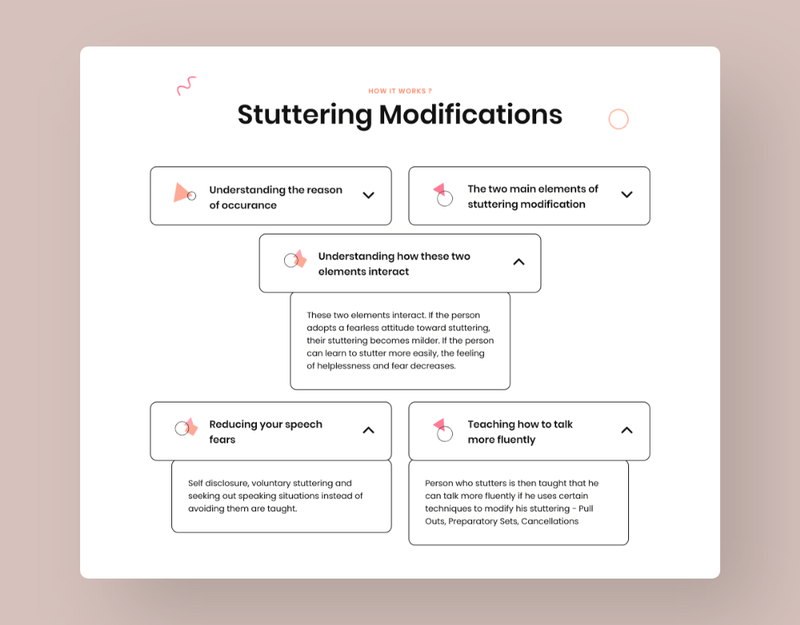 HOW IT WORKS ?
Stuttering Modifications
Understanding the reason
of occurance
The two main elements of
stuttering modification
Understanding how these two
elements interact
These two elements interact. If the person
adopts a fearless attitude toward stuttering,
their stuttering becomes milder. If the person
can learn to stutter more easily, the feeling
of helplessness and fear decreases.
Reducing your speech
fears
Self disclosure, voluntary stuttering and
seeking out speaking situations instead of
avoiding them are taught.
Teaching how to talk
more fluently
Person who stutters is then taught that he
can talk more fluently if he uses certain
techniques to modify his stuttering - Pull
Outs, Preparatory Sets, Cancellations